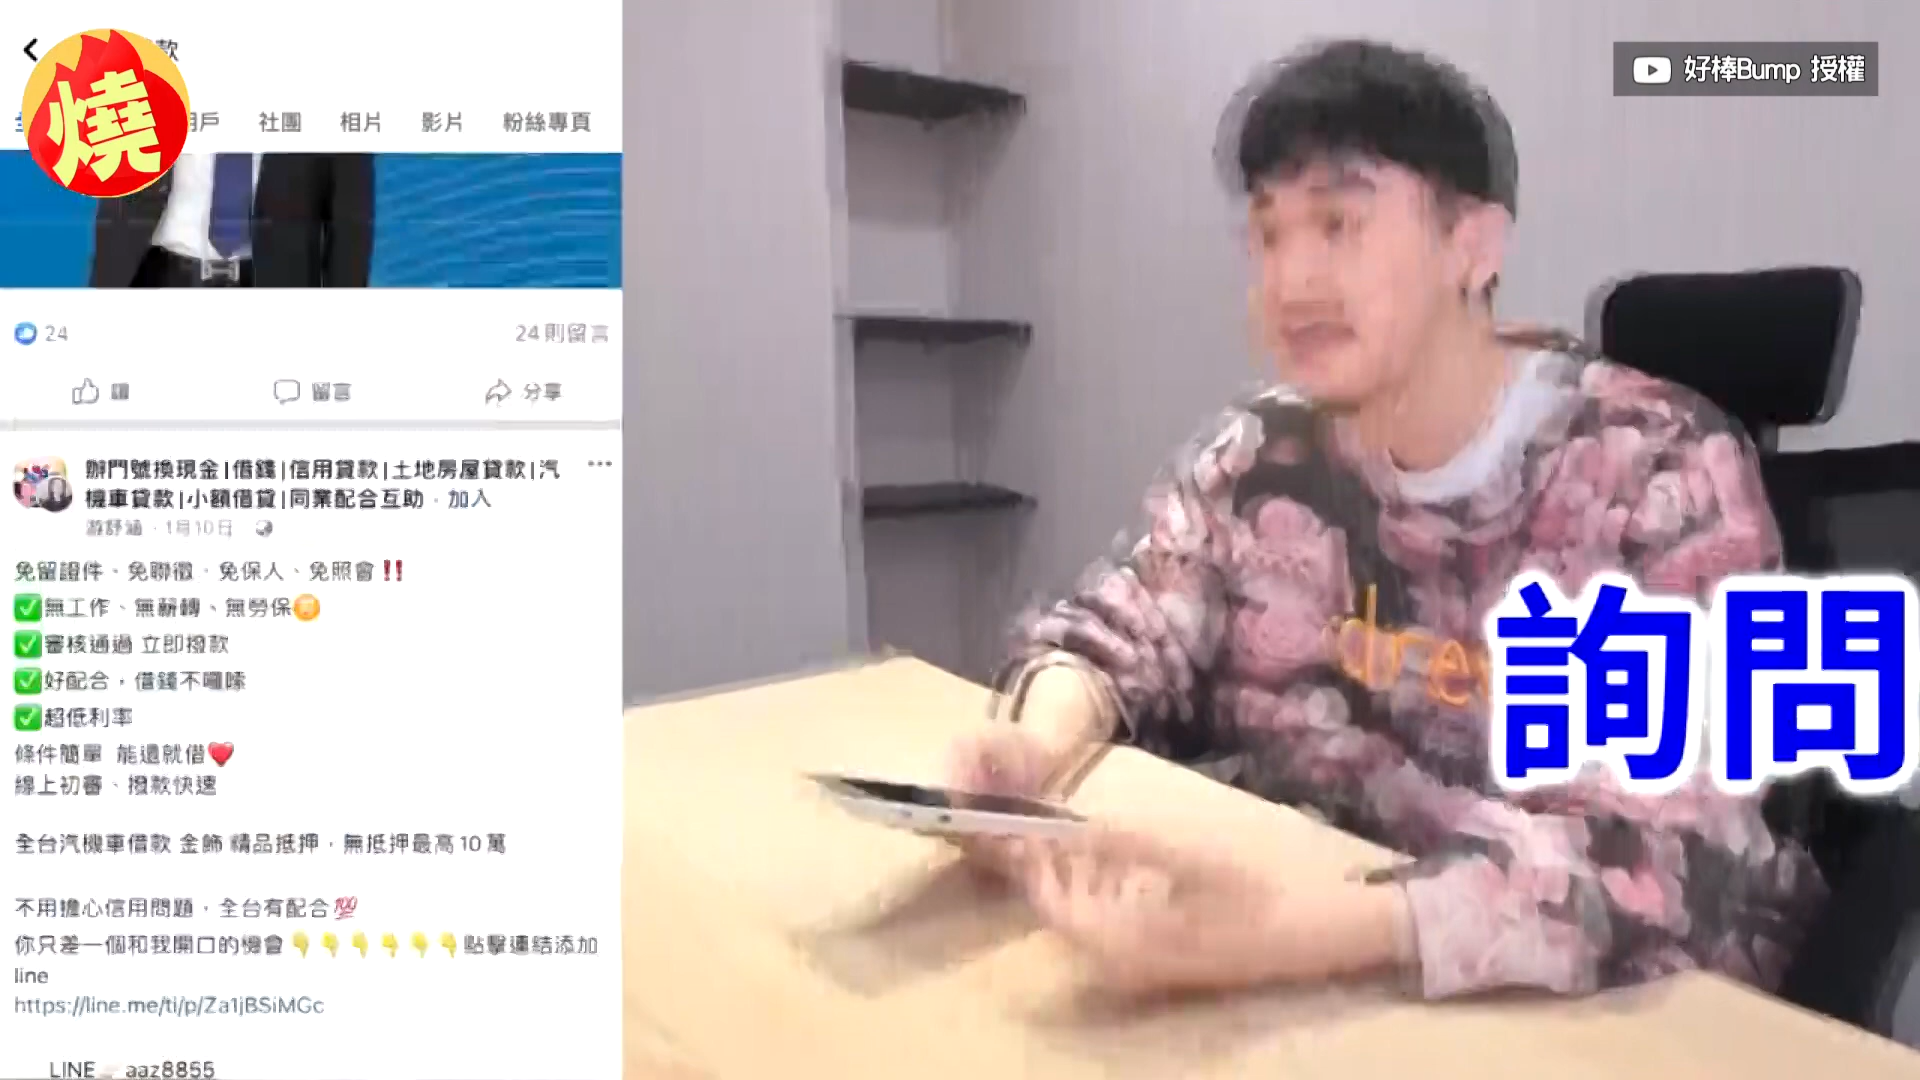 燒
款
用戶 社團 相片 影片 粉絲專頁
好棒Bump 授權
24
24則留言
讚 留言 分享
辦門號換現金|借錢|信用貸款|土地房屋貸款|汽
機車貸款|小額借貸|同業配合互助・加入
游舒涵・1月10日
免留證件、免聯徵、免保人、免照會‼️
✅無工作、無薪轉、無勞保
✅審核通過 立即撥款
✅好配合，借錢不囉嗦
✅超低利率
條件簡單 能還就借❤️
線上初審、撥款快速
全台汽機車借款 金飾 精品抵押，無抵押最高10萬
不用擔心信用問題，全台有配合💯
你只差一個和我開口的機會👇👇👇👇👇👇點擊連結添加
line
https://line.me/ti/p/Za1jBSiMGc
LINE aaz8855
dre
詢問